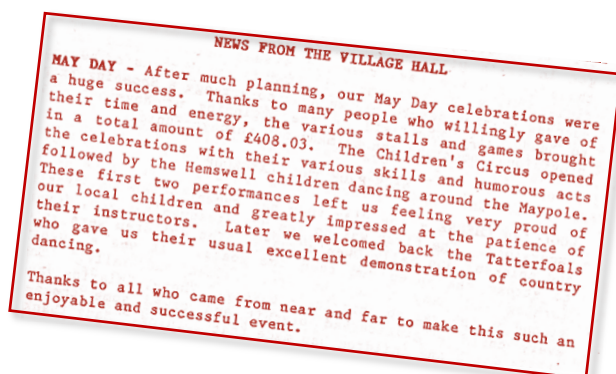 NEWS FROM THE VILLAGE HALL
MAY DAY - After much planning, our May Day celebrations were
a huge success. Thanks to many people who willingly gave of
their time and energy, the various stalls and games brought
in a total amount of £408.03. The Children's Circus opened
the celebrations with their various skills and humorous acts
followed by the Hemswell children dancing around the Maypole.
These first two performances left us feeling very proud of
our local children and greatly impressed at the patience of
their instructors. Later we welcomed back the Tatterfoals
who gave us their usual excellent demonstration of country
dancing.
Thanks to all who came from near and far to make this such an
enjoyable and successful event.